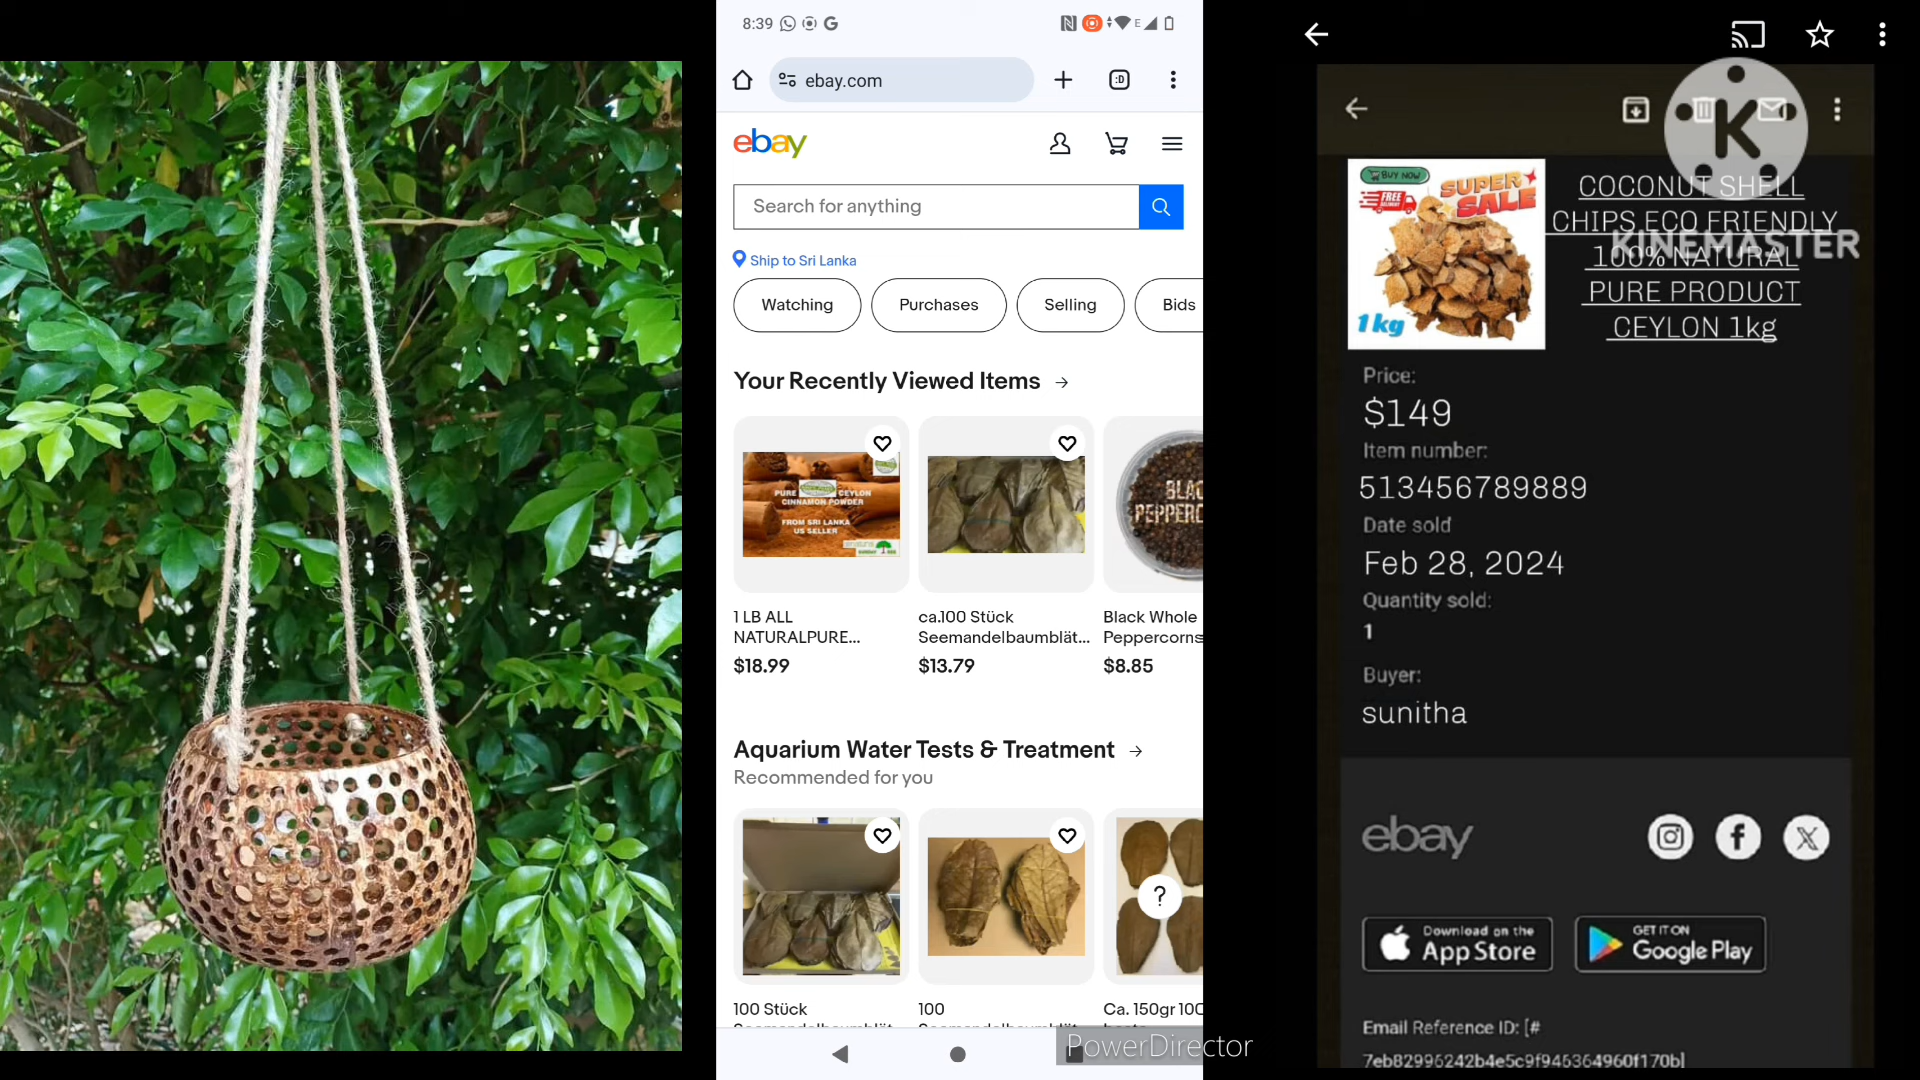 8:39
E
ebay.com
:D
ebay
Search for anything
Ship to Sri Lanka
Watching
Purchases
Selling
Bids
Your Recently Viewed Items
PURE CEYLON
CINNAMON POWDER
FROM SRI LANKA
US SELLER
1 LB ALL
NATURALPURE...
$18.99
ca.100 Stück
Seemandelbaumblät...
$13.79
Black Whole
Peppercorns
$8.85
Aquarium Water Tests & Treatment
Recommended for you
?
100 Stück
100
Ca. 150gr 100
PowerDirector
K
KINEMASTER
BUY NOW
FREE
SUPER
SALE
1 kg
COCONUT SHELL
CHIPS ECO FRIENDLY
100% NATURAL
PURE PRODUCT
CEYLON 1kg
Price:
$149
Item number:
513456789889
Date sold
Feb 28, 2024
Quantity sold:
1
Buyer:
sunitha
ebay
Download on the
App Store
GET IT ON
Google Play
Email Reference ID: [#
7eb82996242b4e5c9f946364960f170b]